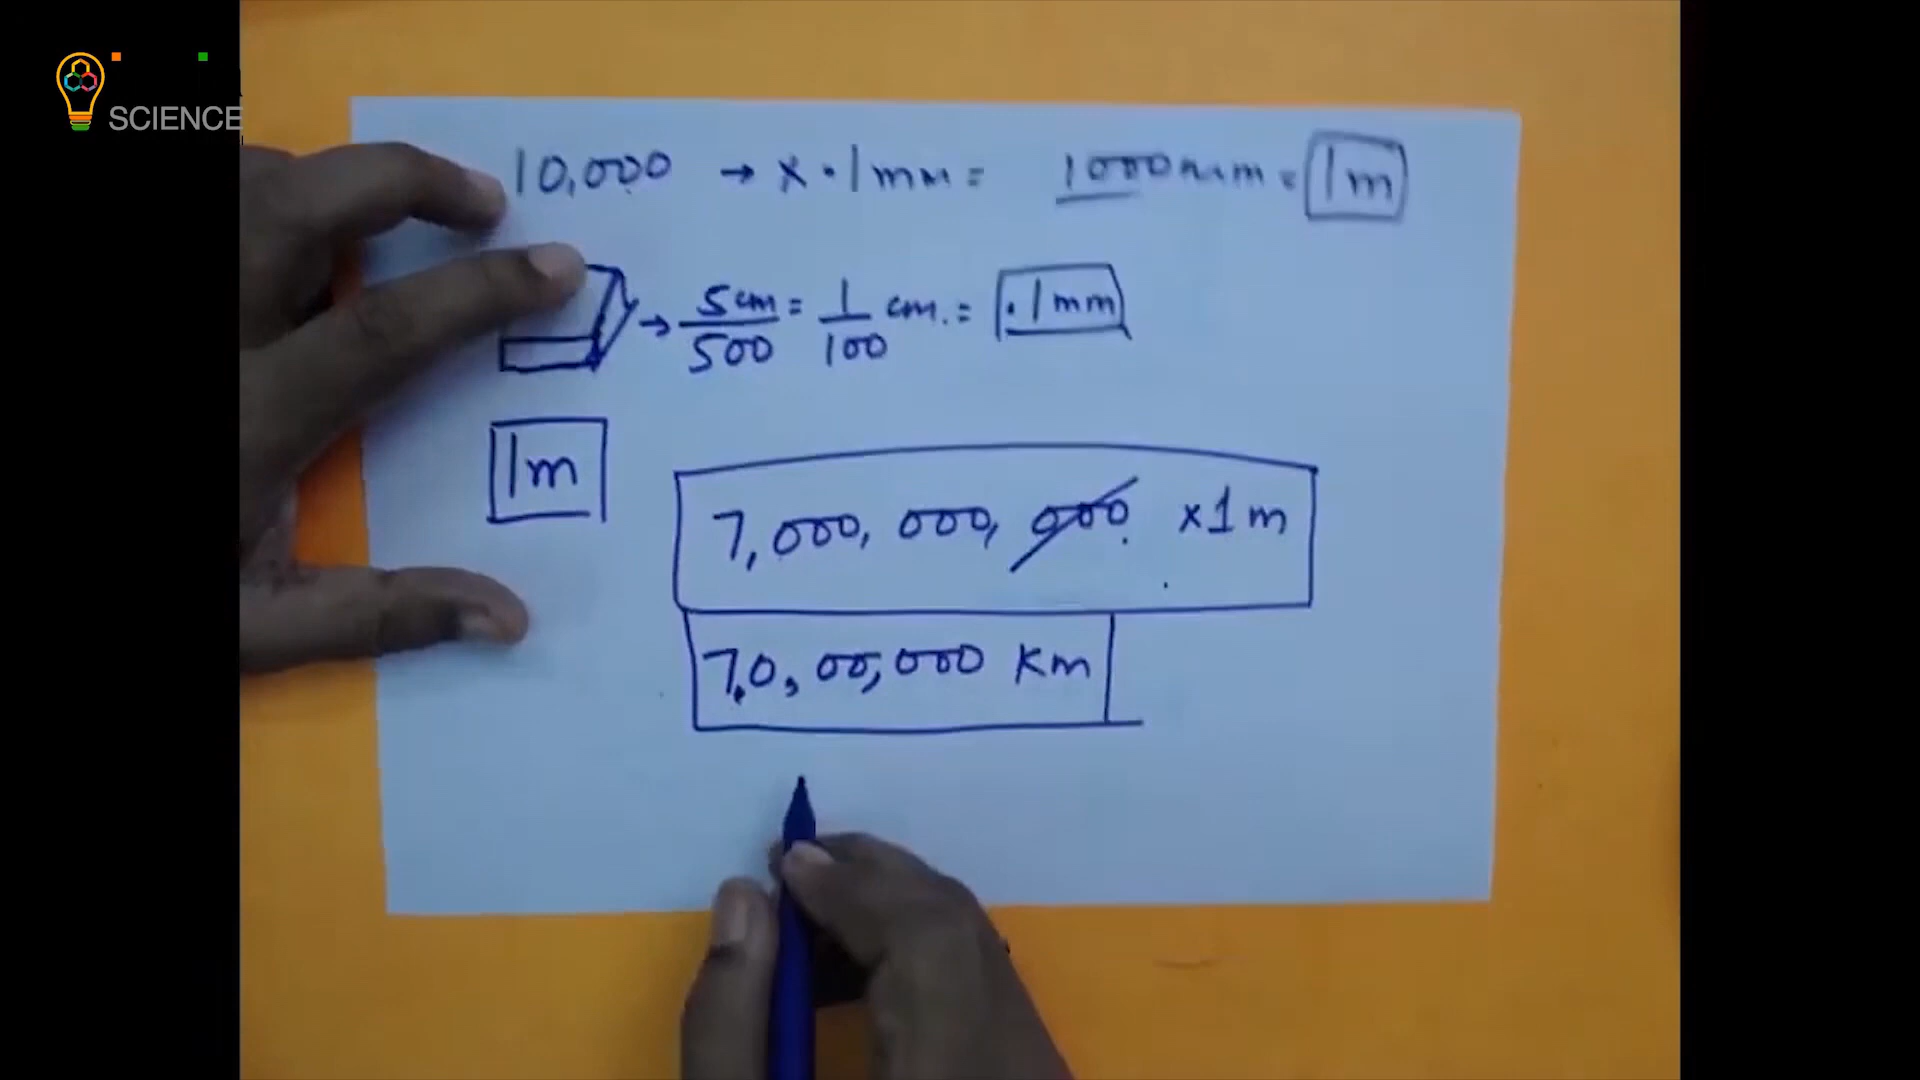 SCIENCE
10,000 → x .1mm = 1000mm = 1m
→ 5cm/500 = 1/100 cm. = .1mm
1m
7,000,000,000 x1m
7,0,00,000 Km